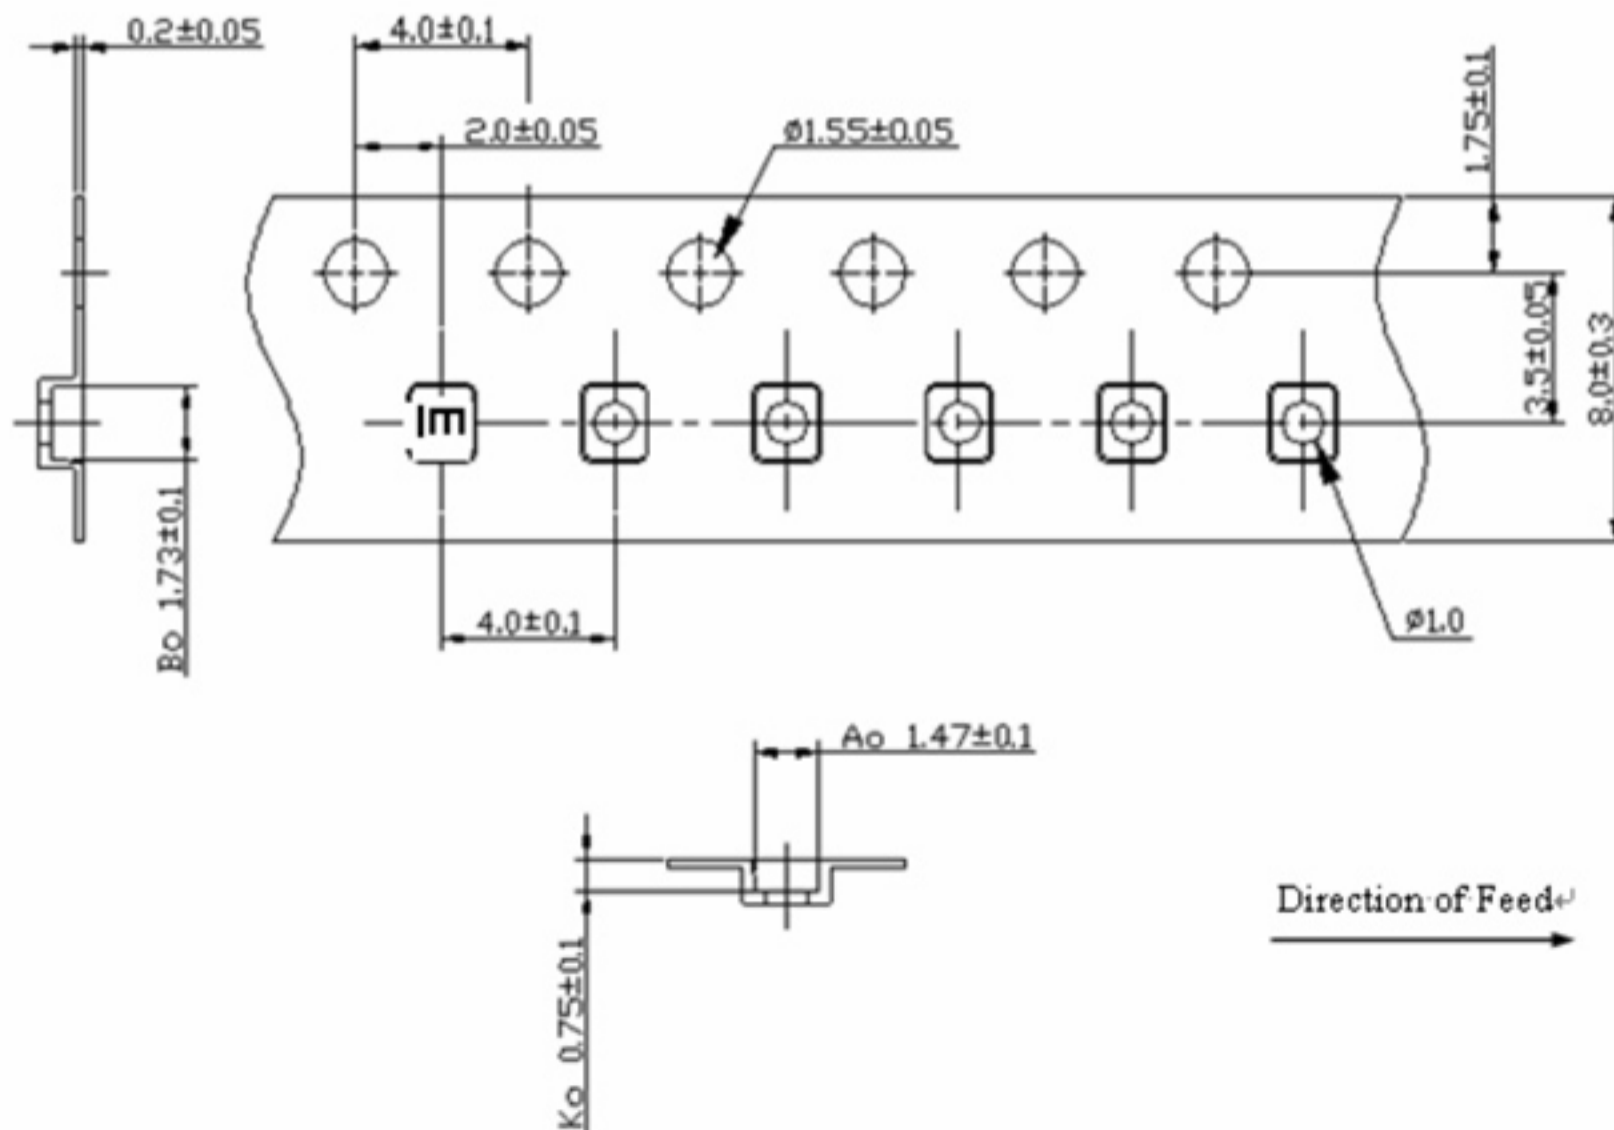 0.2±0.05
4.0±0.1
2.0±0.05
ø1.55±0.05
1.75±0.1
3.5±0.05
8.0±0.3
E
Bo 1.73±0.1
4.0±0.1
ø1.0
Ao 1.47±0.1
Ko 0.75±0.1
Direction of Feed